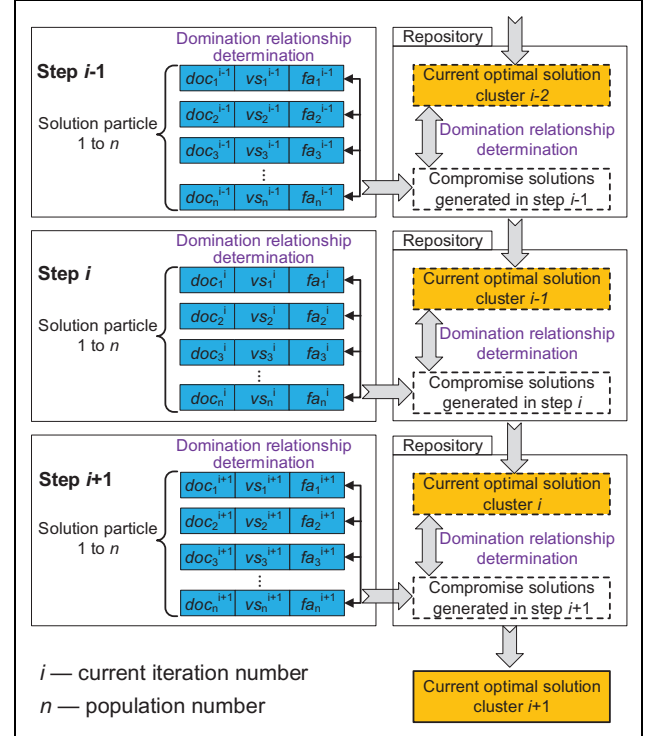 Repository
Domination relationship
determination
Step i-1
doc₁ⁱ⁻¹ vs₁ⁱ⁻¹ fa₁ⁱ⁻¹
doc₂ⁱ⁻¹ vs₂ⁱ⁻¹ fa₂ⁱ⁻¹
Solution particle
1 to n
doc₃ⁱ⁻¹ vs₃ⁱ⁻¹ fa₃ⁱ⁻¹
⋮
docₙⁱ⁻¹ vsₙⁱ⁻¹ faₙⁱ⁻¹
Current optimal solution
cluster i-2
Domination relationship
determination
Compromise solutions
generated in step i-1
Repository
Domination relationship
determination
Step i
doc₁ⁱ vs₁ⁱ fa₁ⁱ
doc₂ⁱ vs₂ⁱ fa₂ⁱ
Solution particle
1 to n
doc₃ⁱ vs₃ⁱ fa₃ⁱ
⋮
docₙⁱ vsₙⁱ faₙⁱ
Current optimal solution
cluster i-1
Domination relationship
determination
Compromise solutions
generated in step i
Repository
Domination relationship
determination
Step i+1
doc₁ⁱ⁺¹ vs₁ⁱ⁺¹ fa₁ⁱ⁺¹
doc₂ⁱ⁺¹ vs₂ⁱ⁺¹ fa₂ⁱ⁺¹
Solution particle
1 to n
doc₃ⁱ⁺¹ vs₃ⁱ⁺¹ fa₃ⁱ⁺¹
⋮
docₙⁱ⁺¹ vsₙⁱ⁺¹ faₙⁱ⁺¹
Current optimal solution
cluster i
Domination relationship
determination
Compromise solutions
generated in step i+1
i — current iteration number
n — population number
Current optimal solution
cluster i+1